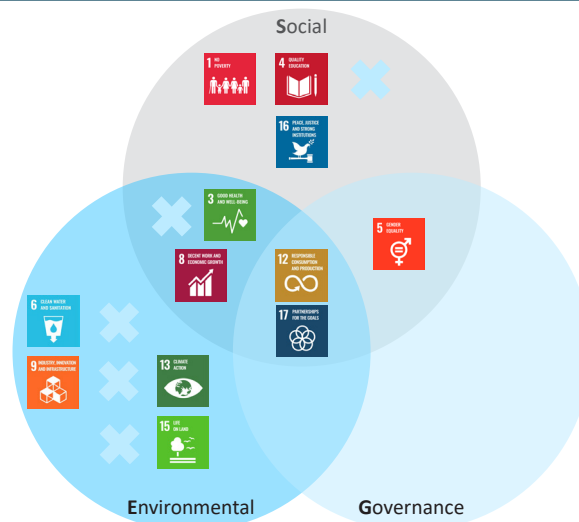 Social
1 NO
POVERTY
4 QUALITY
EDUCATION
16 PEACE, JUSTICE
AND STRONG
INSTITUTIONS
3 GOOD HEALTH
AND WELL-BEING
5 GENDER
EQUALITY
8 DECENT WORK AND
ECONOMIC GROWTH
12 RESPONSIBLE
CONSUMPTION
AND PRODUCTION
6 CLEAN WATER
AND SANITATION
17 PARTNERSHIPS
FOR THE GOALS
9 INDUSTRY, INNOVATION
AND INFRASTRUCTURE
13 CLIMATE
ACTION
15 LIFE
ON LAND
Environmental
Governance